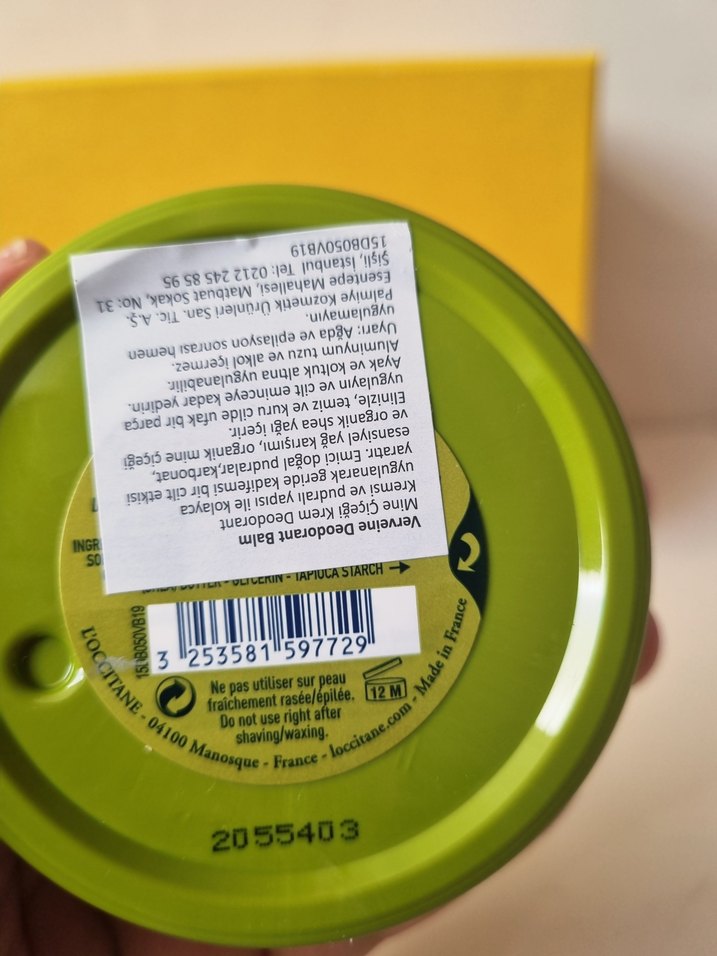 Verveine Deodorant Balm
Mine Çiçeği Krem Deodorant
Kremsi ve pudralı yapısı ile kolayca
uygulanarak geride kadifemsi bir cilt etkisi
yaratır. Emici doğal pudralar,karbonat,
esansiyel yağ karışımı, organik mine çiçeği
ve organik shea yağı içerir.
Elinizle, temiz ve kuru cilde ufak bir parça
uygulayın ve cilt eminceye kadar yedirin.
Ayak ve koltuk altına uygulanabilir.
Aluminyum tuzu ve alkol içermez.
Uyarı: Ağda ve epilasyon sonrası hemen
uygulamayın.
Palmiye Kozmetik Ürünleri San. Tic. A.Ş.
Esentepe Mahallesi, Matbuat Sokak, No: 31
Şişli, İstanbul Tel: 0212 245 85 95
15DB050VB19
INGR
SO
GLYCERIN - TAPIOCA STARCH
15DB050VB19
3 253581 597729
Ne pas utiliser sur peau
fraîchement rasée/épilée.
Do not use right after
shaving/waxing.
12 M
L'OCCITANE - 04100 Manosque - France - loccitane.com - Made in France
2055403